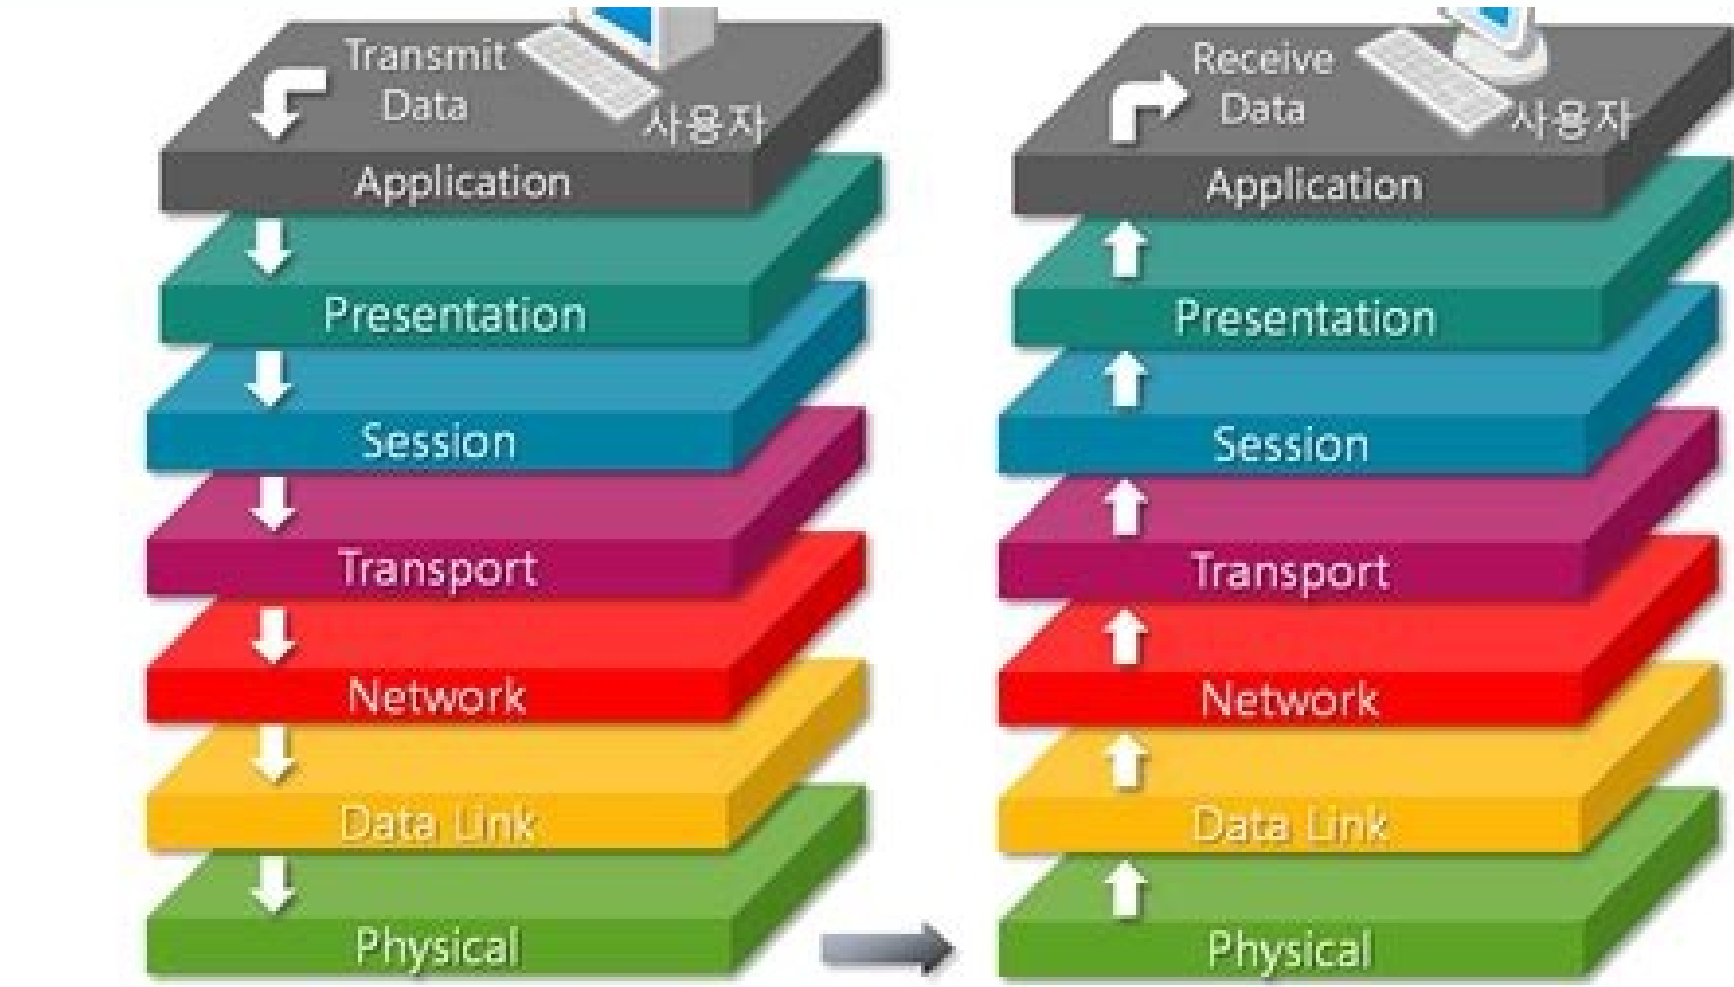 Transmit
Data
사용자
Application
Presentation
Session
Transport
Network
Data Link
Physical
Receive
Data
사용자
Application
Presentation
Session
Transport
Network
Data Link
Physical